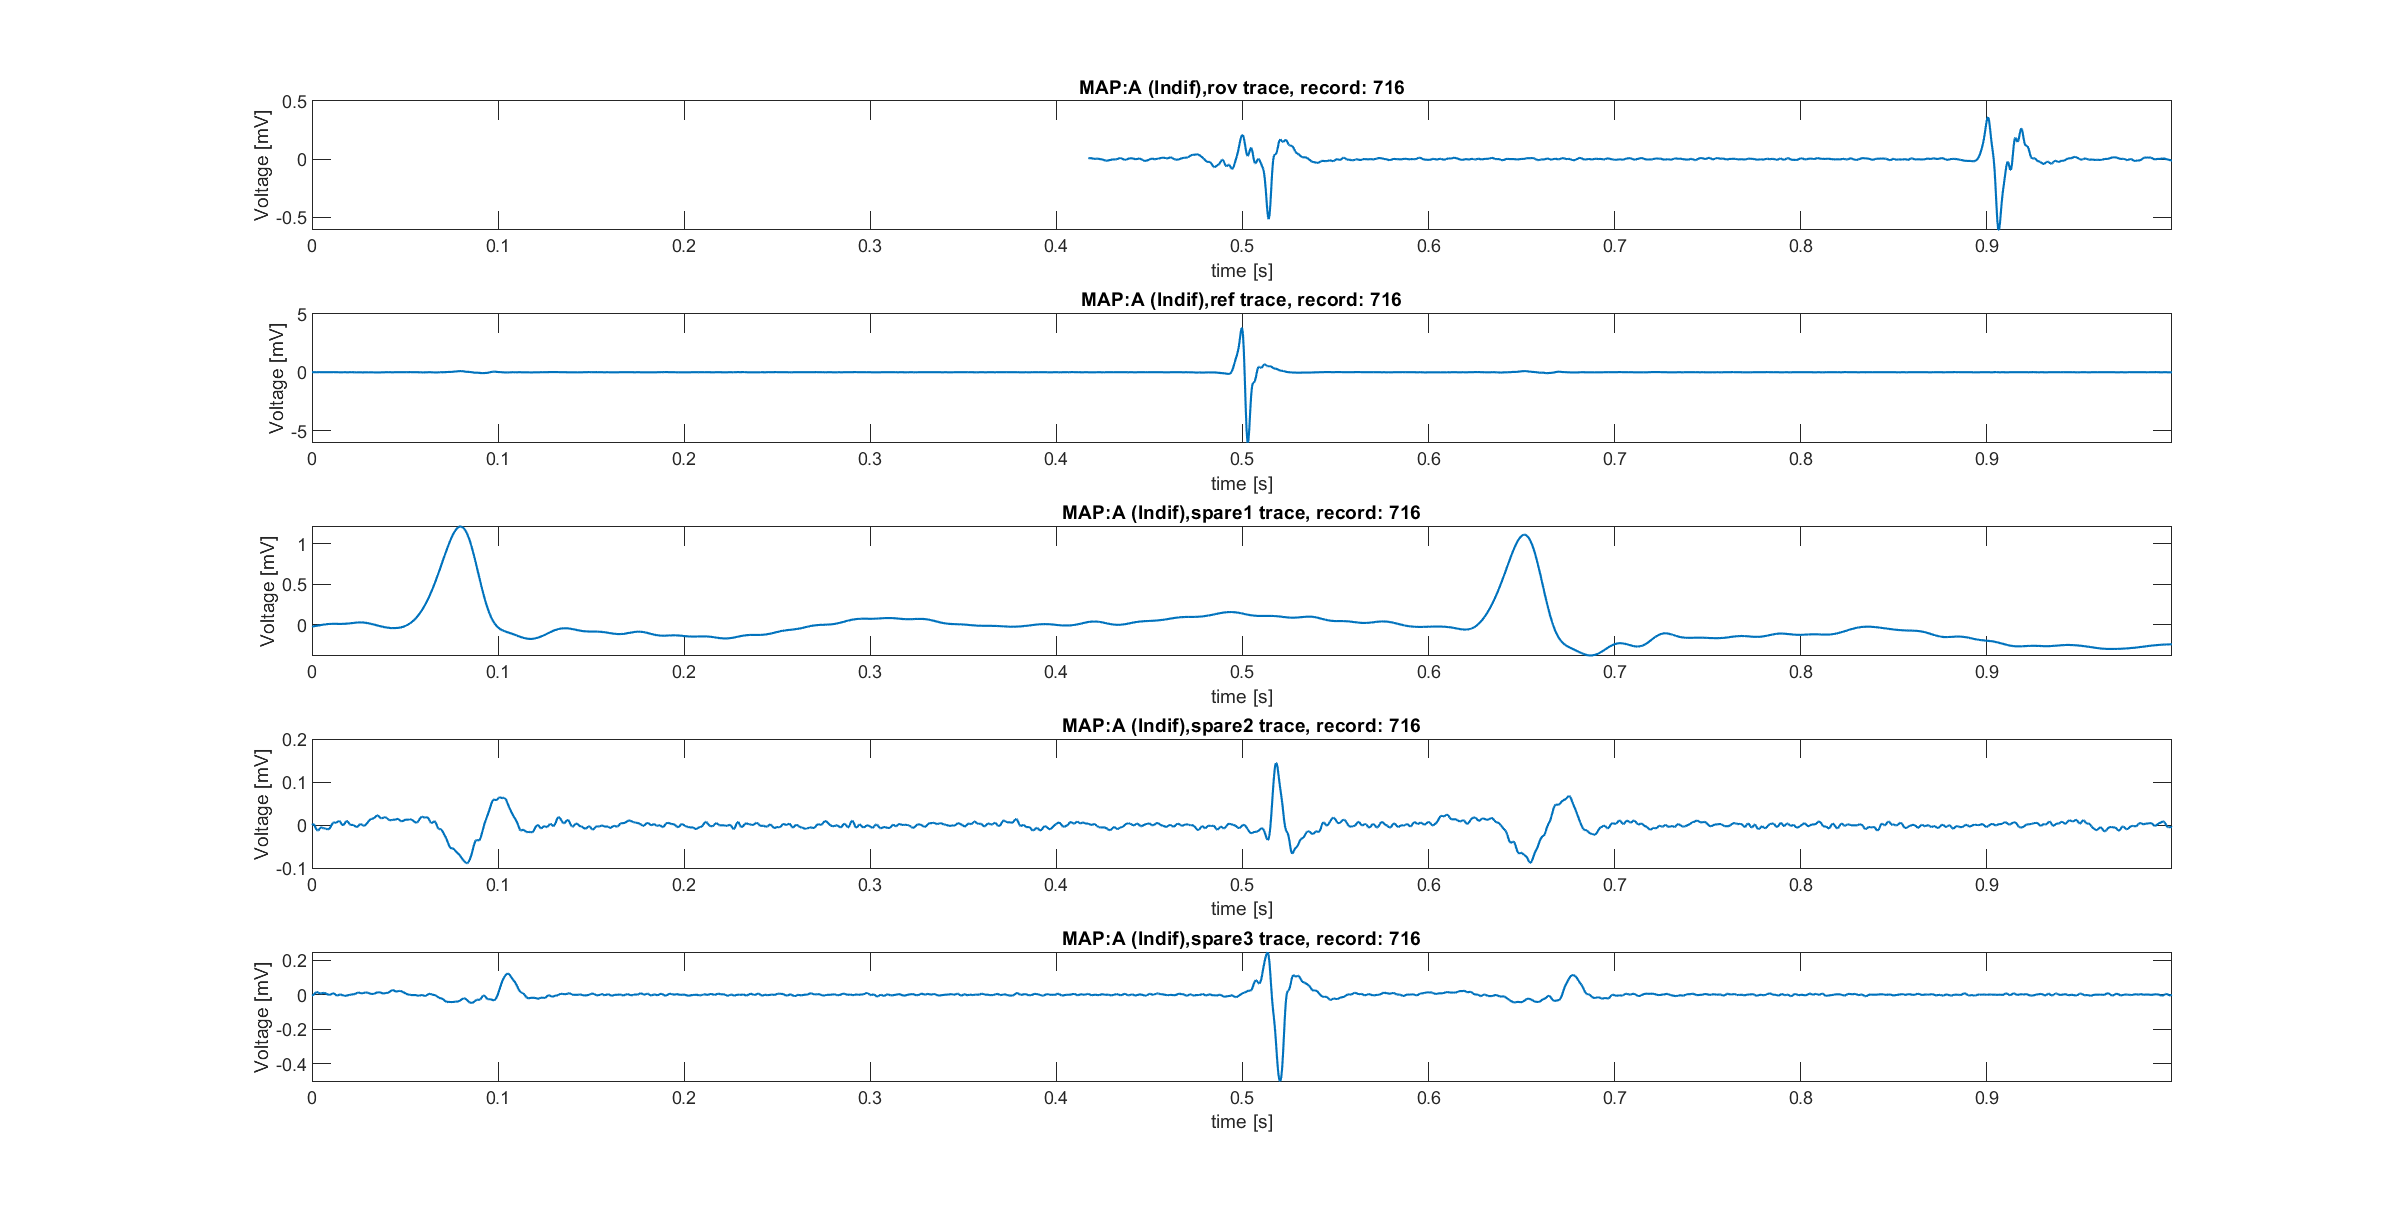 MAP:A (Indif),rov trace, record: 716
Voltage [mV]
0.5
0
-0.5
0 0.1 0.2 0.3 0.4 0.5 0.6 0.7 0.8 0.9
time [s]
MAP:A (Indif),ref trace, record: 716
Voltage [mV]
5
0
-5
0 0.1 0.2 0.3 0.4 0.5 0.6 0.7 0.8 0.9
time [s]
MAP:A (Indif),spare1 trace, record: 716
Voltage [mV]
1
0.5
0
0 0.1 0.2 0.3 0.4 0.5 0.6 0.7 0.8 0.9
time [s]
MAP:A (Indif),spare2 trace, record: 716
Voltage [mV]
0.2
0.1
0
-0.1
0 0.1 0.2 0.3 0.4 0.5 0.6 0.7 0.8 0.9
time [s]
MAP:A (Indif),spare3 trace, record: 716
Voltage [mV]
0.2
0
-0.2
-0.4
0 0.1 0.2 0.3 0.4 0.5 0.6 0.7 0.8 0.9
time [s]